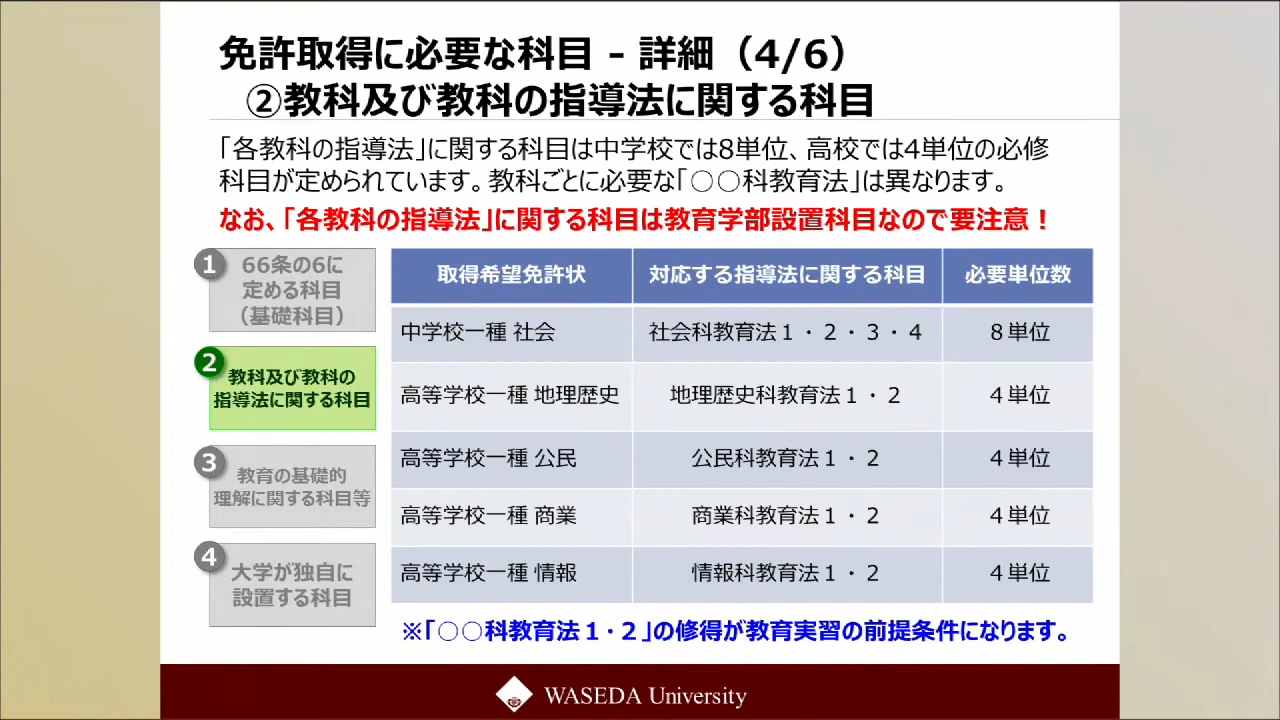 免許取得に必要な科目 - 詳細（4/6）
②教科及び教科の指導法に関する科目
「各教科の指導法」に関する科目は中学校では8単位、高校では4単位の必修
科目が定められています。教科ごとに必要な「○○科教育法」は異なります。
なお、「各教科の指導法」に関する科目は教育学部設置科目なので要注意！
1
66条の6に
定める科目
（基礎科目）
2
教科及び教科の
指導法に関する科目
3
教育の基礎的
理解に関する科目等
4
大学が独自に
設置する科目
取得希望免許状 対応する指導法に関する科目 必要単位数
中学校一種 社会 社会科教育法１・２・３・４ ８単位
高等学校一種 地理歴史 地理歴史科教育法１・２ ４単位
高等学校一種 公民 公民科教育法１・２ ４単位
高等学校一種 商業 商業科教育法１・２ ４単位
高等学校一種 情報 情報科教育法１・２ ４単位
※「○○科教育法１・２」の修得が教育実習の前提条件になります。
WASEDA University